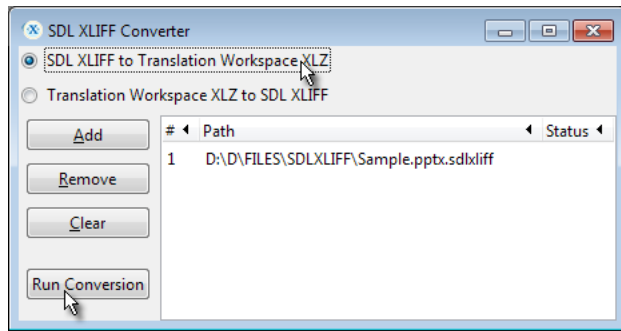 SDL XLIFF Converter
SDL XLIFF to Translation Workspace XLZ
Translation Workspace XLZ to SDL XLIFF
Add
Remove
Clear
Run Conversion
# Path Status
1 D:\D\FILES\SDLXLIFF\Sample.pptx.sdlxliff